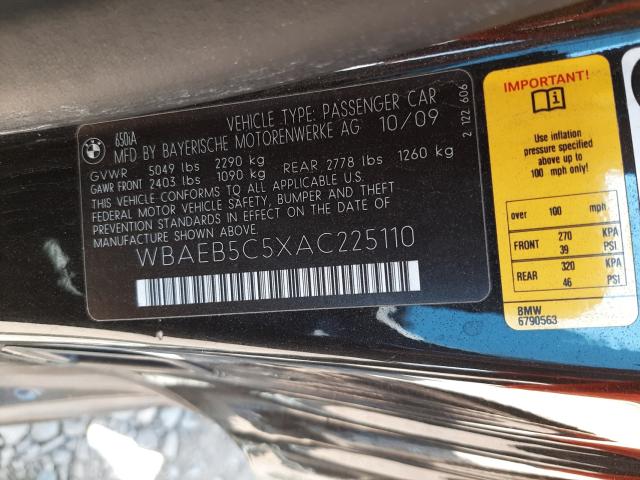 BMW
650iA
VEHICLE TYPE: PASSENGER CAR
MFD BY BAYERISCHE MOTORENWERKE AG 10/09
GVWR 5049 lbs 2290 kg
GAWR FRONT 2403 lbs 1090 kg REAR 2778 lbs 1260 kg
THIS VEHICLE CONFORMS TO ALL APPLICABLE U.S.
FEDERAL MOTOR VEHICLE SAFETY, BUMPER AND THEFT
PREVENTION STANDARDS IN EFFECT ON THE DATE OF
MANUFACTURE SHOWN ABOVE.
WBAEB5C5XAC225110
2 122 606
IMPORTANT!
Use inflation
pressure specified
above up to
100 mph only!
over 100 mph
FRONT 270 KPA
39 PSI
REAR 320 KPA
46 PSI
BMW
6790563